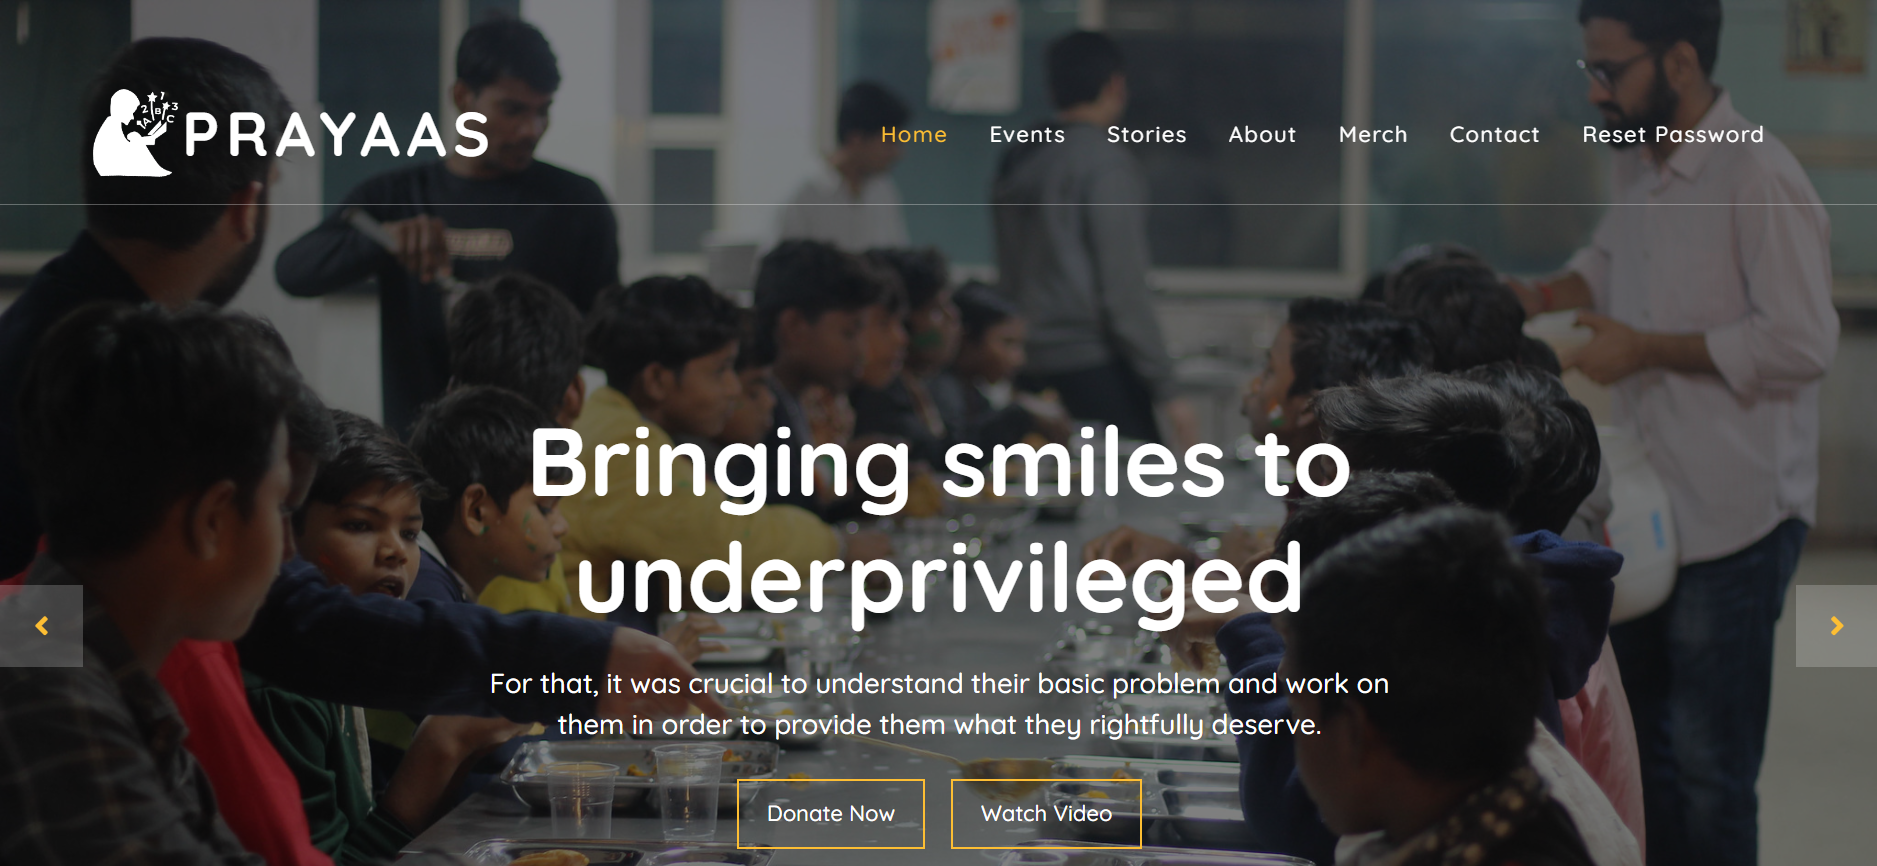 PRAYAAS
Home Events Stories About Merch Contact Reset Password
Bringing smiles to
underprivileged
For that, it was crucial to understand their basic problem and work on
them in order to provide them what they rightfully deserve.
Donate Now Watch Video